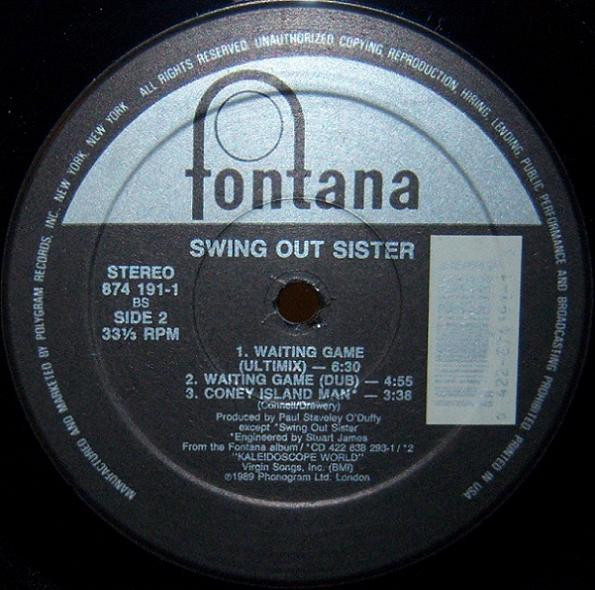 MANUFACTURED AND MARKETED BY POLYGRAM RECORDS, INC. NEW YORK, NEW YORK ALL RIGHTS RESERVED. UNAUTHORIZED COPYING, REPRODUCTION, HIRING, LENDING, PUBLIC PERFORMANCE AND BROADCASTING PROHIBITED PRINTED IN USA
fontana
SWING OUT SISTER
STEREO
874 191-1
BS
SIDE 2
33⅓ RPM
1. WAITING GAME
(ULTIMIX) — 6:30
2. WAITING GAME (DUB) — 4:55
3. CONEY ISLAND MAN* — 3:38
(Connell/Drewery)
Produced by Paul Staveley O'Duffy
except *Swing Out Sister
*Engineered by Stuart James
From the Fontana album/*CD 422 838 293-1/*2
"KALEIDOSCOPE WORLD"
Virgin Songs, Inc. (BMI)
℗1989 Phonogram Ltd. London